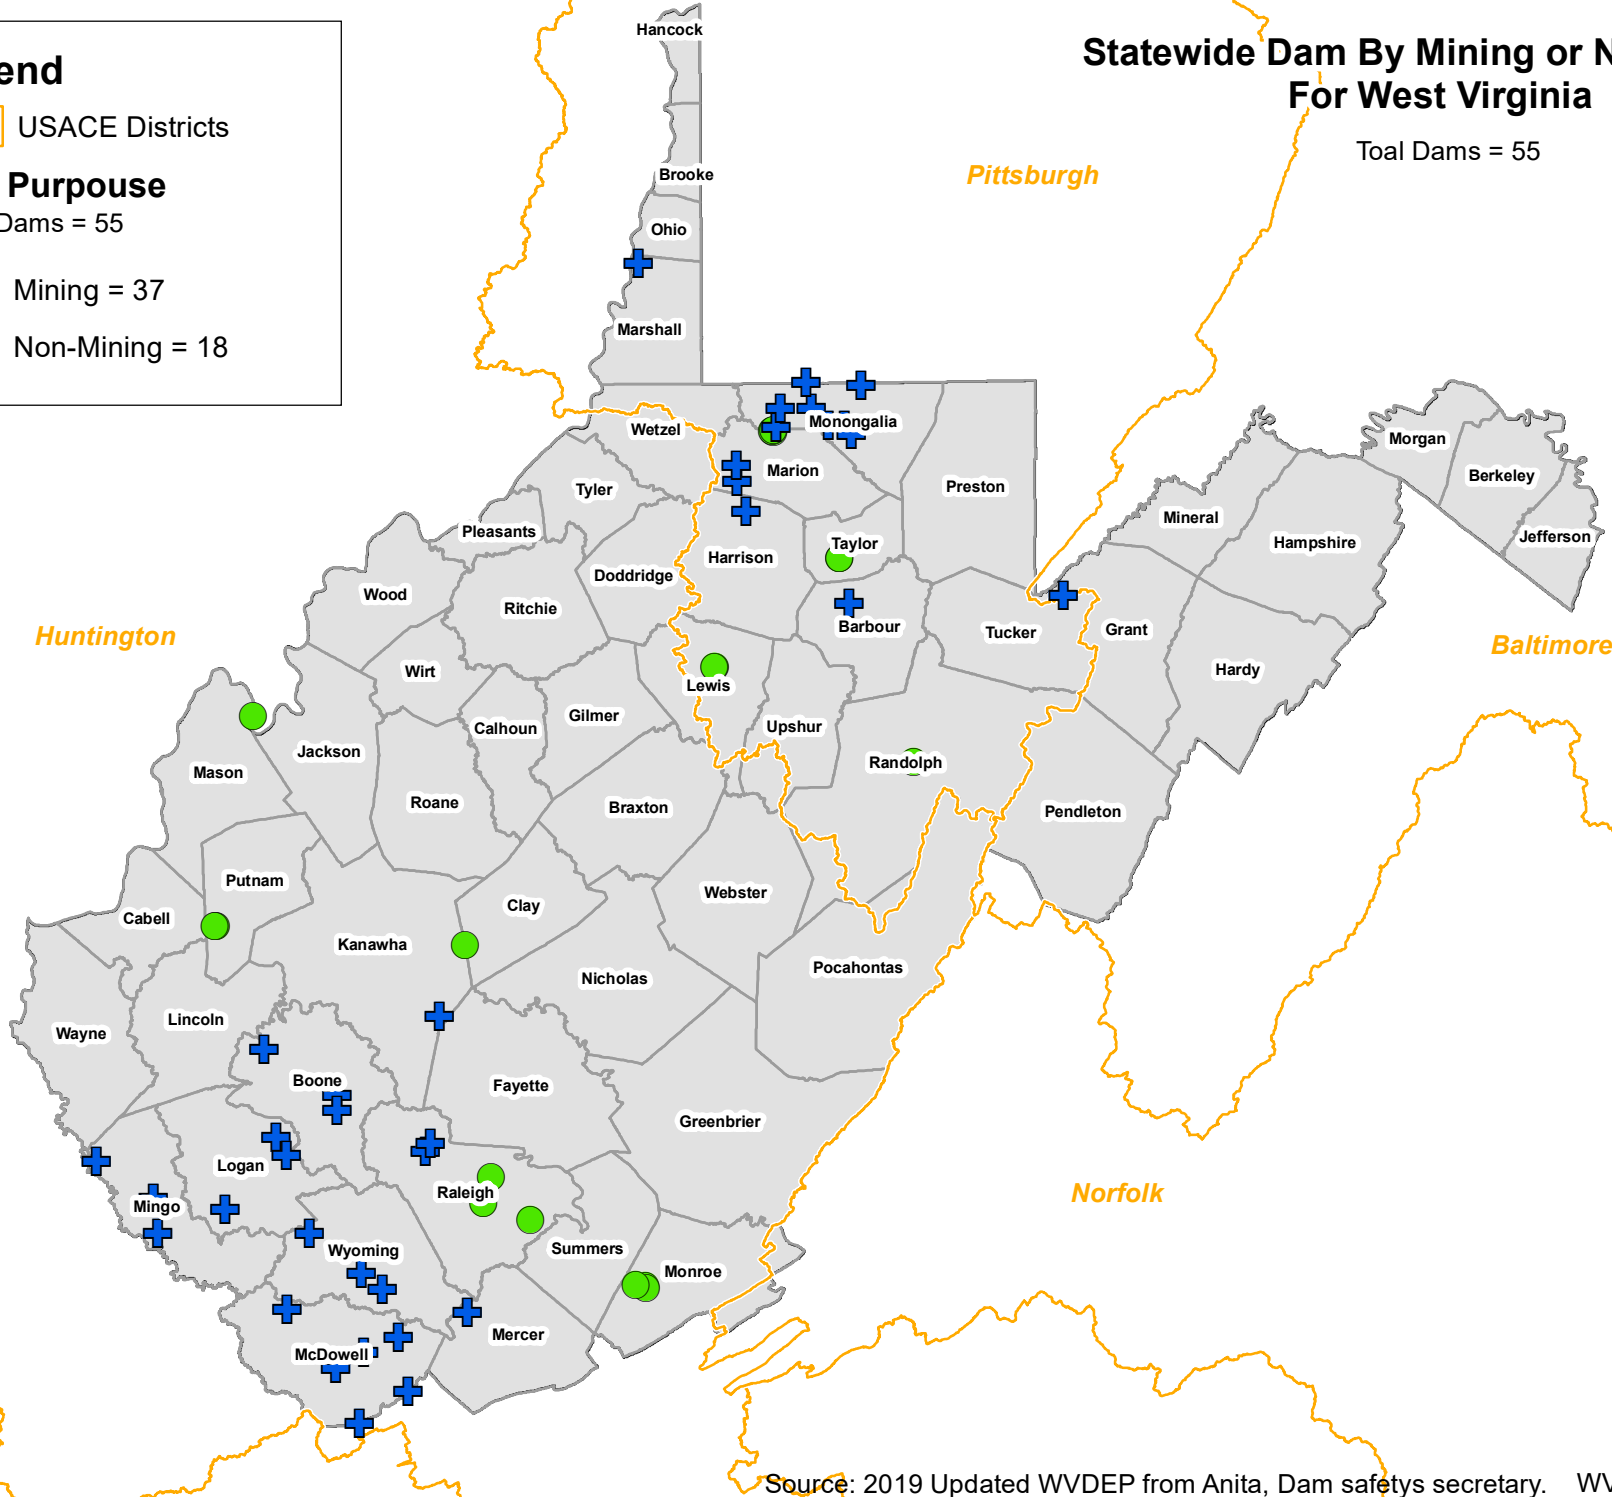 Statewide Dam By Mining or N
For West Virginia
Toal Dams = 55
end
USACE Districts
Purpouse
Dams = 55
Mining = 37
Non-Mining = 18
Hancock
Brooke
Ohio
Marshall
Pittsburgh
Wetzel
Monongalia
Marion
Preston
Tyler
Pleasants
Morgan
Berkeley
Jefferson
Mineral
Hampshire
Taylor
Harrison
Doddridge
Ritchie
Wood
Huntington
Barbour
Tucker
Grant
Baltimore
Wirt
Hardy
Lewis
Gilmer
Calhoun
Upshur
Jackson
Mason
Randolph
Roane
Braxton
Pendleton
Putnam
Webster
Clay
Cabell
Kanawha
Pocahontas
Nicholas
Lincoln
Wayne
Boone
Fayette
Greenbrier
Logan
Raleigh
Norfolk
Mingo
Wyoming
Summers
Monroe
Mercer
McDowell
Source: 2019 Updated WVDEP from Anita, Dam safetys secretary. WV